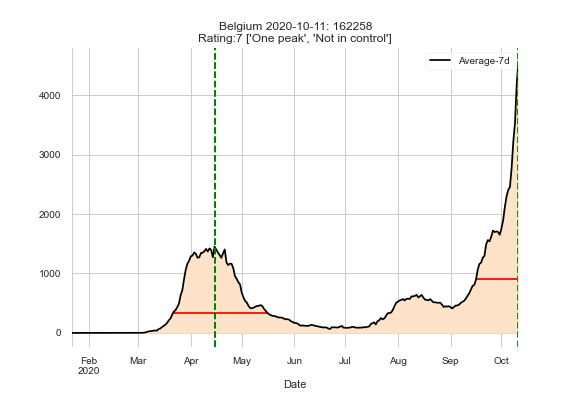 Belgium 2020-10-11: 162258
Rating:7 ['One peak', 'Not in control']
Average-7d
4000
3000
2000
1000
0
Feb Mar Apr May Jun Jul Aug Sep Oct
2020
Date